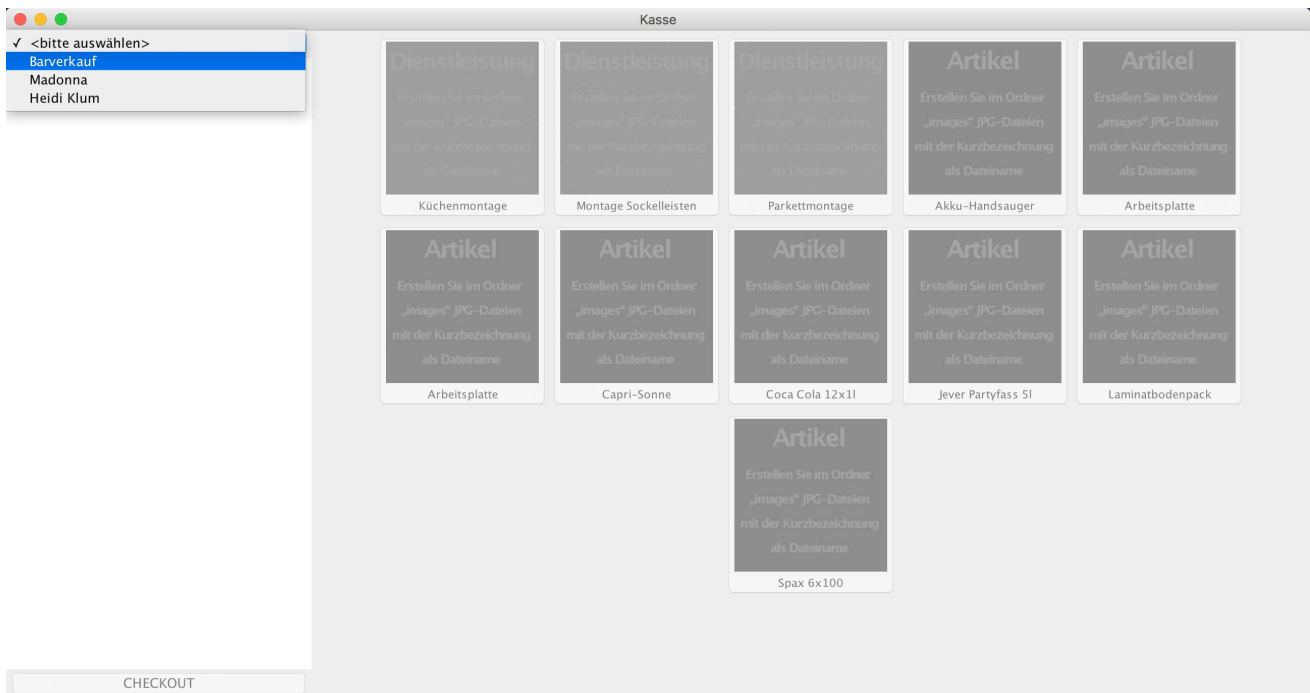 Kasse
✓ <bitte auswählen>
Barverkauf
Madonna
Heidi Klum
Dienstleistung
Erstellen Sie im Ordner
„images“ JPG-Dateien
mit der Kurzbezeichnung
als Dateiname
Küchenmontage
Dienstleistung
Erstellen Sie im Ordner
„images“ JPG-Dateien
mit der Kurzbezeichnung
als Dateiname
Montage Sockelleisten
Dienstleistung
Erstellen Sie im Ordner
„images“ JPG-Dateien
mit der Kurzbezeichnung
als Dateiname
Parkettmontage
Artikel
Erstellen Sie im Ordner
„images“ JPG-Dateien
mit der Kurzbezeichnung
als Dateiname
Akku-Handsauger
Artikel
Erstellen Sie im Ordner
„images“ JPG-Dateien
mit der Kurzbezeichnung
als Dateiname
Arbeitsplatte
Artikel
Erstellen Sie im Ordner
„images“ JPG-Dateien
mit der Kurzbezeichnung
als Dateiname
Arbeitsplatte
Artikel
Erstellen Sie im Ordner
„images“ JPG-Dateien
mit der Kurzbezeichnung
als Dateiname
Capri-Sonne
Artikel
Erstellen Sie im Ordner
„images“ JPG-Dateien
mit der Kurzbezeichnung
als Dateiname
Coca Cola 12x1l
Artikel
Erstellen Sie im Ordner
„images“ JPG-Dateien
mit der Kurzbezeichnung
als Dateiname
Jever Partyfass 5l
Artikel
Erstellen Sie im Ordner
„images“ JPG-Dateien
mit der Kurzbezeichnung
als Dateiname
Laminatbodenpack
Artikel
Erstellen Sie im Ordner
„images“ JPG-Dateien
mit der Kurzbezeichnung
als Dateiname
Spax 6x100
CHECKOUT